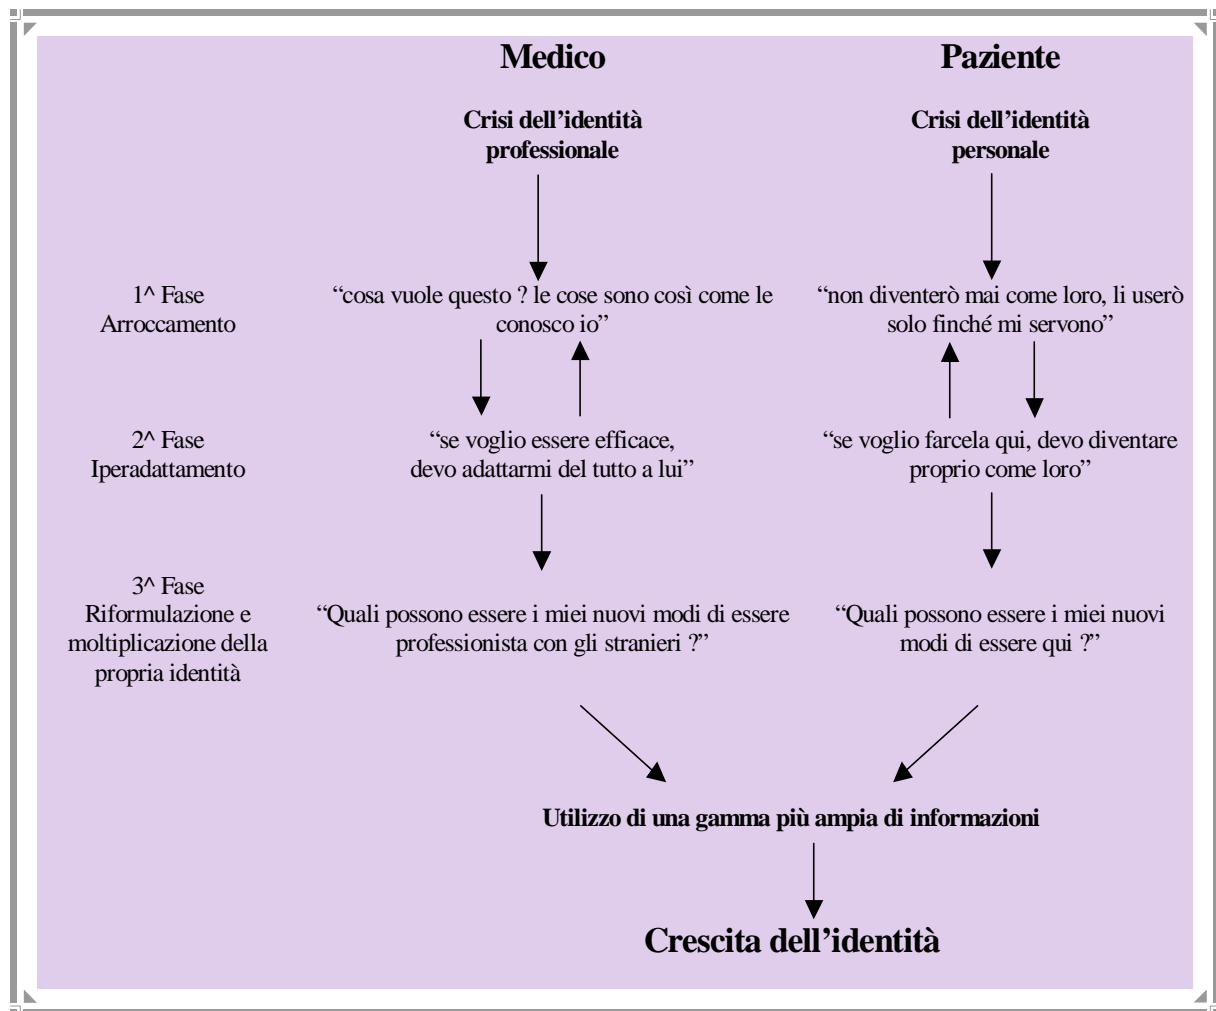 Medico
Paziente
Crisi dell’identità
professionale
Crisi dell’identità
personale
1^ Fase
Arroccamento
“cosa vuole questo ? le cose sono così come le
conosco io”
“non diventerò mai come loro, li userò
solo finché mi servono”
2^ Fase
Iperadattamento
“se voglio essere efficace,
devo adattarmi del tutto a lui”
“se voglio farcela qui, devo diventare
proprio come loro”
3^ Fase
Riformulazione e
moltiplicazione della
propria identità
“Quali possono essere i miei nuovi modi di essere
professionista con gli stranieri ?”
“Quali possono essere i miei nuovi
modi di essere qui ?”
Utilizzo di una gamma più ampia di informazioni
Crescita dell’identità